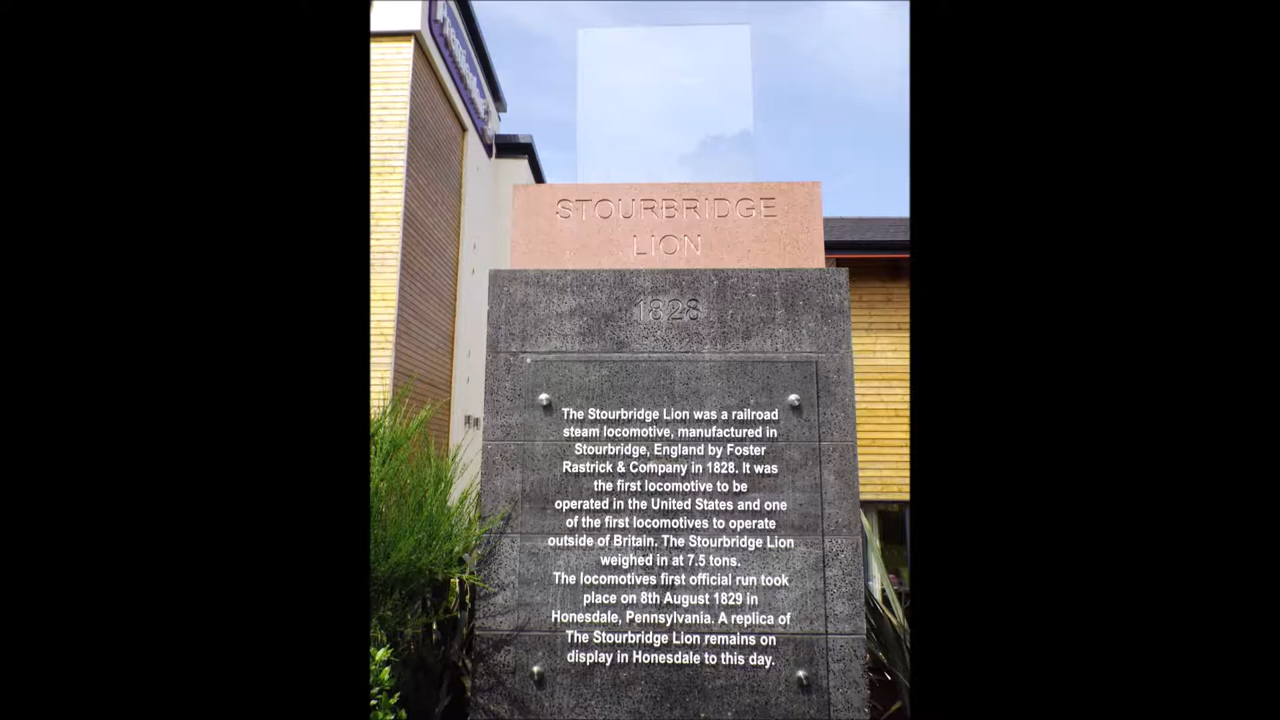 Premier
STOURBRIDGE
LION
1828
The Stourbridge Lion was a railroad
steam locomotive, manufactured in
Stourbridge, England by Foster
Rastrick & Company in 1828. It was
the first locomotive to be
operated in the United States and one
of the first locomotives to operate
outside of Britain. The Stourbridge Lion
weighed in at 7.5 tons.
The locomotives first official run took
place on 8th August 1829 in
Honesdale, Pennsylvania. A replica of
The Stourbridge Lion remains on
display in Honesdale to this day.